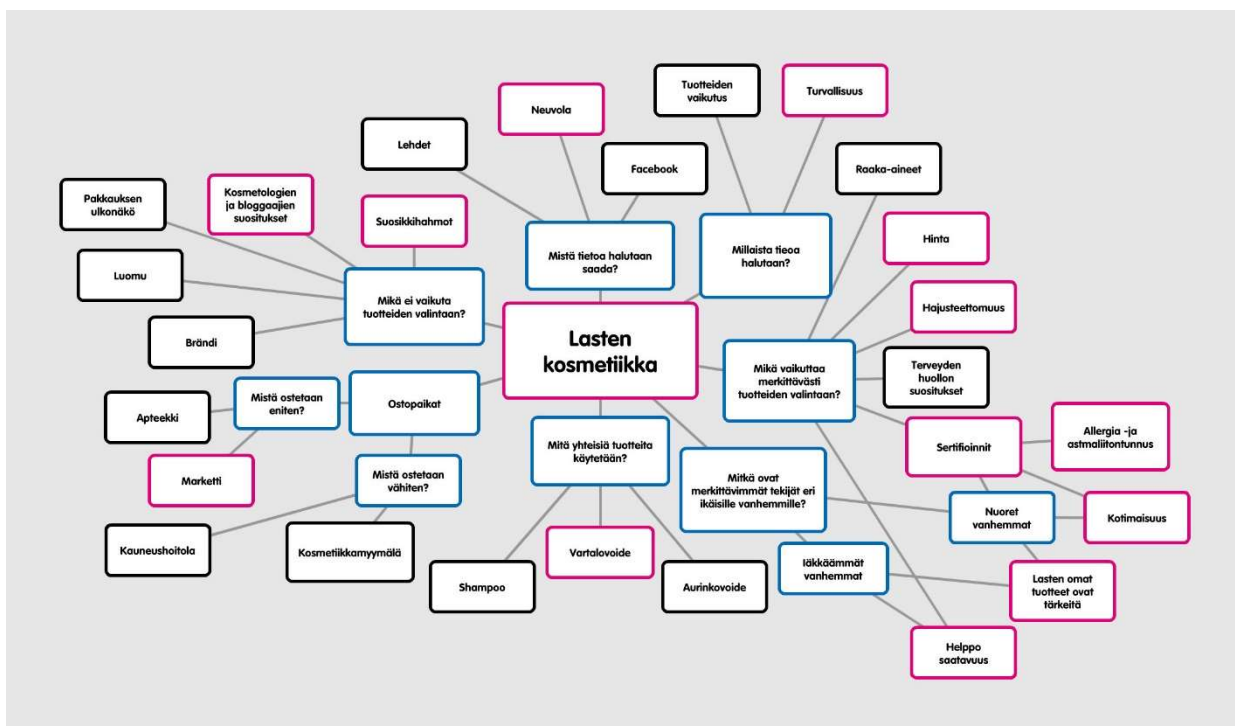 Tuotteiden
vaikutus
Turvallisuus
Neuvola
Lehdet
Facebook
Raaka-aineet
Pakkauksen
ulkonäkö
Kosmetologien
ja bloggaajien
suositukset
Suosikkihahmot
Hinta
Mistä tietoa halutaan
saada?
Millaista tieoa
halutaan?
Luomu
Mikä ei vaikuta
tuotteiden valintaan?
Hajusteettomuus
Brändi
Lasten
kosmetiikka
Mikä vaikuttaa
merkittävästi
tuotteiden valintaan?
Terveyden
huollon
suositukset
Apteekki
Mistä ostetaan
eniten?
Ostopaikat
Mitä yhteisiä tuotteita
käytetään?
Sertifioinnit
Allergia -ja
astmaliitontunnus
Marketti
Mistä ostetaan
vähiten?
Mitkä ovat
merkittävimmät tekijät eri
ikäisille vanhemmille?
Nuoret
vanhemmat
Kotimaisuus
Kauneushoitola
Kosmetiikkamyymälä
Vartalovoide
Iäkkäämmät
vanhemmat
Shampoo
Aurinkovoide
Lasten omat
tuotteet ovat
tärkeitä
Helppo
saatavuus